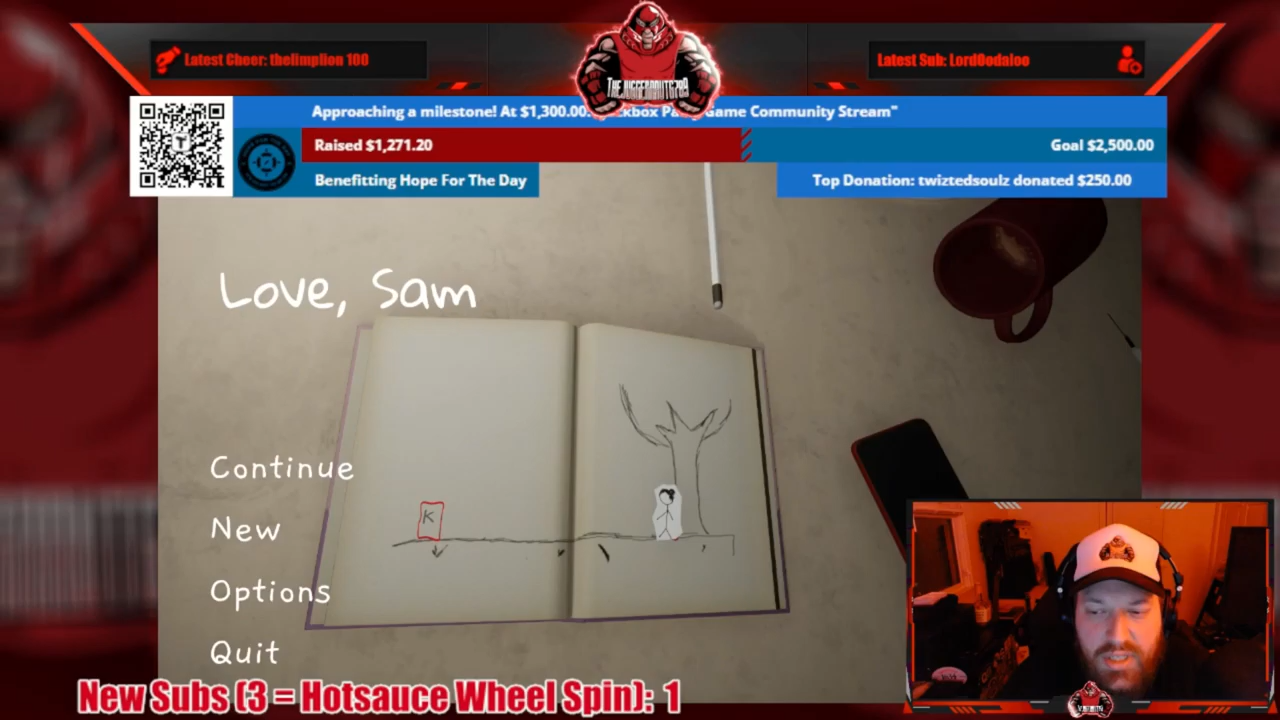 Latest Cheer: thelimplion 100
THEJUGGERNAUT6789
Latest Sub: LordOodaloo
Approaching a milestone! At $1,300.00: Game Community Stream"
Raised $1,271.20
Goal $2,500.00
Benefitting Hope For The Day
Top Donation: twiztedsoulz donated $250.00
Love, Sam
Continue
K
New
Options
Quit
New Subs (3 = Hotsauce Wheel Spin): 1